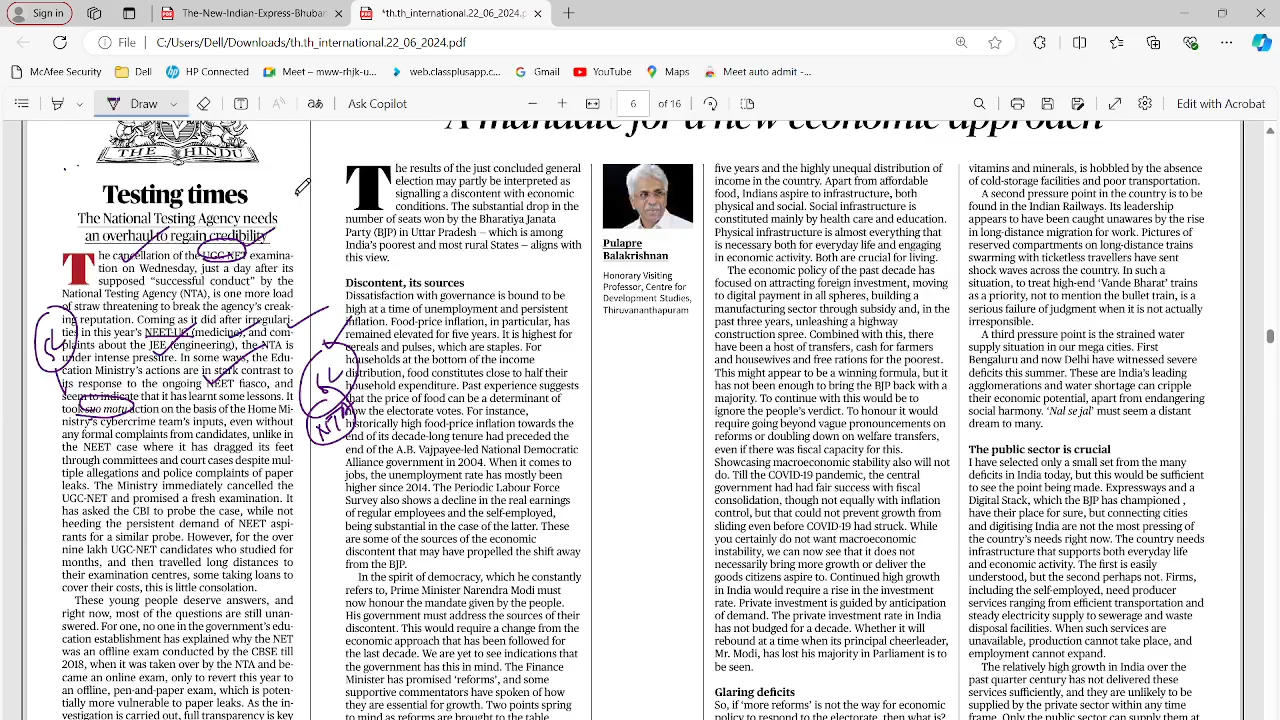 Sign in
The-New-Indian-Express-Bhubar
*th.th_international.22_06_2024.p
File
C:/Users/Dell/Downloads/th.th_international.22_06_2024.pdf
McAfee Security
Dell
HP Connected
Meet – mww-rhjk-u...
web.classplusapp.c...
Gmail
YouTube
Maps
Meet auto admit -...
Draw
Ask Copilot
6
of 16
Edit with Acrobat
A mandate for a new economic approach
THE HINDU
Testing times
The National Testing Agency needs
an overhaul to regain credibility
The cancellation of the UGC-NET examina-
tion on Wednesday, just a day after its
supposed “successful conduct” by the
National Testing Agency (NTA), is one more load
of straw threatening to break the agency’s creak-
ing reputation. Coming as it did after irregulari-
ties in this year’s NEET-UG (medicine), and com-
plaints about the JEE (engineering), the NTA is
under intense pressure. In some ways, the Edu-
cation Ministry’s actions are in stark contrast to
its response to the ongoing NEET fiasco, and
seem to indicate that it has learnt some lessons. It
took suo motu action on the basis of the Home Mi-
nistry’s cybercrime team’s inputs, even without
any formal complaints from candidates, unlike in
the NEET case where it has dragged its feet
through committees and court cases despite mul-
tiple allegations and police complaints of paper
leaks. The Ministry immediately cancelled the
UGC-NET and promised a fresh examination. It
has asked the CBI to probe the case, while not
heeding the persistent demand of NEET aspi-
rants for a similar probe. However, for the over
nine lakh UGC-NET candidates who studied for
months, and then travelled long distances to
their examination centres, some taking loans to
cover their costs, this is little consolation.
These young people deserve answers, and
right now, most of the questions are still unan-
swered. For one, no one in the government’s edu-
cation establishment has explained why the NET
was an offline exam conducted by the CBSE till
2018, when it was taken over by the NTA and be-
came an online exam, only to revert this year to
an offline, pen-and-paper exam, which is poten-
tially more vulnerable to paper leaks. As the in-
vestigation is carried out, full transparency is key
NTA
The results of the just concluded general
election may partly be interpreted as
signalling a discontent with economic
conditions. The substantial drop in the
number of seats won by the Bharatiya Janata
Party (BJP) in Uttar Pradesh – which is among
India’s poorest and most rural States – aligns with
this view.
Discontent, its sources
Dissatisfaction with governance is bound to be
high at a time of unemployment and persistent
inflation. Food-price inflation, in particular, has
remained elevated for five years. It is highest for
cereals and pulses, which are staples. For
households at the bottom of the income
distribution, food constitutes close to half their
household expenditure. Past experience suggests
that the price of food can be a determinant of
how the electorate votes. For instance,
historically high food-price inflation towards the
end of its decade-long tenure had preceded the
end of the A.B. Vajpayee-led National Democratic
Alliance government in 2004. When it comes to
jobs, the unemployment rate has mostly been
higher since 2014. The Periodic Labour Force
Survey also shows a decline in the real earnings
of regular employees and the self-employed,
being substantial in the case of the latter. These
are some of the sources of the economic
discontent that may have propelled the shift away
from the BJP.
In the spirit of democracy, which he constantly
refers to, Prime Minister Narendra Modi must
now honour the mandate given by the people.
His government must address the sources of their
discontent. This would require a change from the
economic approach that has been followed for
the last decade. We are yet to see indications that
the government has this in mind. The Finance
Minister has promised ‘reforms’, and some
supportive commentators have spoken of how
they are essential for growth. Two points spring
to mind as reforms are brought to the table.
Pulapre
Balakrishnan
Honorary Visiting
Professor, Centre for
Development Studies,
Thiruvananthapuram
five years and the highly unequal distribution of
income in the country. Apart from affordable
food, Indians aspire to infrastructure, both
physical and social. Social infrastructure is
constituted mainly by health care and education.
Physical infrastructure is almost everything that
is necessary both for everyday life and engaging
in economic activity. Both are crucial for living.
The economic policy of the past decade has
focused on attracting foreign investment, moving
to digital payment in all spheres, building a
manufacturing sector through subsidy and, in the
past three years, unleashing a highway
construction spree. Combined with this, there
have been a host of transfers, cash for farmers
and housewives and free rations for the poorest.
This might appear to be a winning formula, but it
has not been enough to bring the BJP back with a
majority. To continue with this would be to
ignore the people’s verdict. To honour it would
require going beyond vague pronouncements on
reforms or doubling down on welfare transfers,
even if there was fiscal capacity for this.
Showcasing macroeconomic stability also will not
do. Till the COVID-19 pandemic, the central
government had had fair success with fiscal
consolidation, though not equally with inflation
control, but that could not prevent growth from
sliding even before COVID-19 had struck. While
you certainly do not want macroeconomic
instability, we can now see that it does not
necessarily bring more growth or deliver the
goods citizens aspire to. Continued high growth
in India would require a rise in the investment
rate. Private investment is guided by anticipation
of demand. The private investment rate in India
has not budged for a decade. Whether it will
rebound at a time when its principal cheerleader,
Mr. Modi, has lost his majority in Parliament is to
be seen.
Glaring deficits
So, if ‘more reforms’ is not the way for economic
policy to respond to the electorate, then what is?
vitamins and minerals, is hobbled by the absence
of cold-storage facilities and poor transportation.
A second pressure point in the country is to be
found in the Indian Railways. Its leadership
appears to have been caught unawares by the rise
in long-distance migration for work. Pictures of
reserved compartments on long-distance trains
swarming with ticketless travellers have sent
shock waves across the country. In such a
situation, to treat high-end ‘Vande Bharat’ trains
as a priority, not to mention the bullet train, is a
serious failure of judgment when it is not actually
irresponsible.
A third pressure point is the strained water
supply situation in our mega cities. First
Bengaluru and now Delhi have witnessed severe
deficits this summer. These are India’s leading
agglomerations and water shortage can cripple
their economic potential, apart from endangering
social harmony. ‘Nal se jal’ must seem a distant
dream to many.
The public sector is crucial
I have selected only a small set from the many
deficits in India today, but this would be sufficient
to see the point being made. Expressways and a
Digital Stack, which the BJP has championed ,
have their place for sure, but connecting cities
and digitising India are not the most pressing of
the country’s needs right now. The country needs
infrastructure that supports both everyday life
and economic activity. The first is easily
understood, but the second perhaps not. Firms,
including the self-employed, need producer
services ranging from efficient transportation and
steady electricity supply to sewerage and waste
disposal facilities. When such services are
unavailable, production cannot take place, and
employment cannot expand.
The relatively high growth in India over the
past quarter century has not delivered these
services sufficiently, and they are unlikely to be
supplied by the private sector within any time
frame. Only the public sector can supply them at